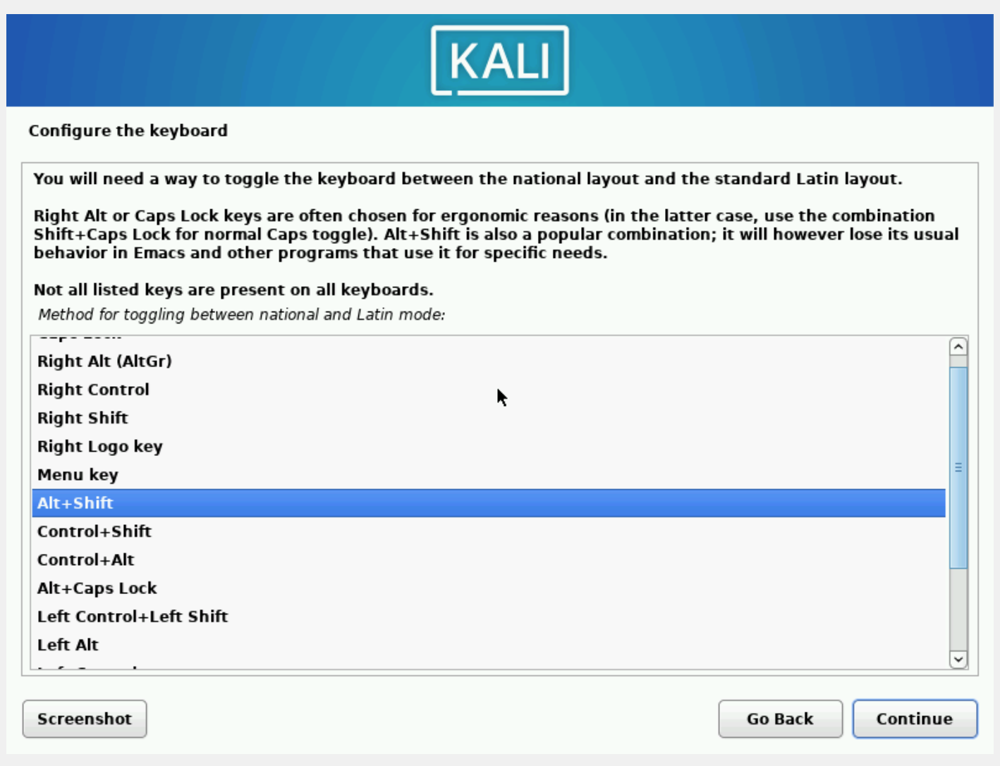 KALI
Configure the keyboard
You will need a way to toggle the keyboard between the national layout and the standard Latin layout.
Right Alt or Caps Lock keys are often chosen for ergonomic reasons (in the latter case, use the combination
Shift+Caps Lock for normal Caps toggle). Alt+Shift is also a popular combination; it will however lose its usual
behavior in Emacs and other programs that use it for specific needs.
Not all listed keys are present on all keyboards.
Method for toggling between national and Latin mode:
Caps Lock
Right Alt (AltGr)
Right Control
Right Shift
Right Logo key
Menu key
Alt+Shift
Control+Shift
Control+Alt
Alt+Caps Lock
Left Control+Left Shift
Left Alt
Screenshot
Go Back
Continue